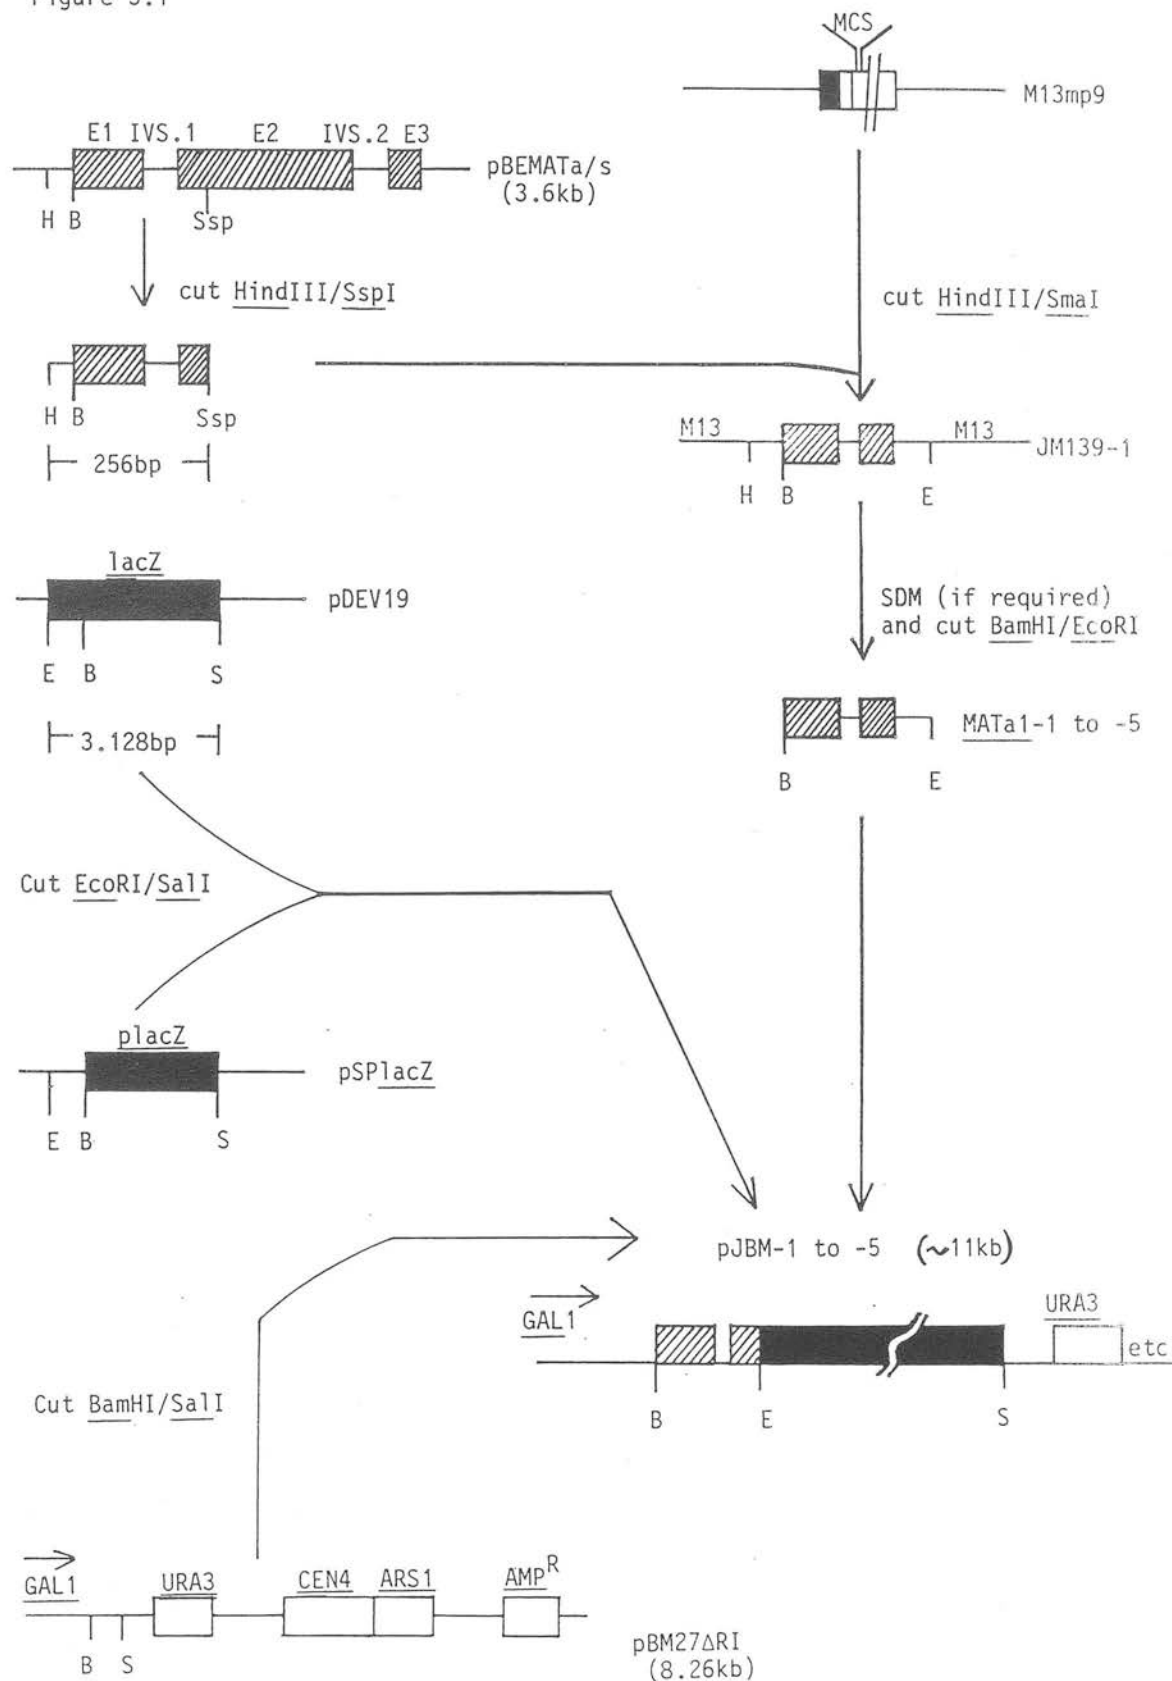 Figure 3.1
MCS
M13mp9
E1 IVS.1 E2 IVS.2 E3
pBEMATa/s
(3.6kb)
H B Ssp
cut HindIII/SspI
cut HindIII/SmaI
H B Ssp
256bp
M13 M13 JM139-1
H B E
lacZ
pDEV19
E B S
3.128bp
SDM (if required)
and cut BamHI/EcoRI
MATa1-1 to -5
B E
Cut EcoRI/SalI
placZ
pSPlacZ
E B S
pJBM-1 to -5 (~11kb)
GAL1
URA3
etc
B E S
Cut BamHI/SalI
GAL1 URA3 CEN4 ARS1 AMPR
B S
pBM27ΔRI
(8.26kb)